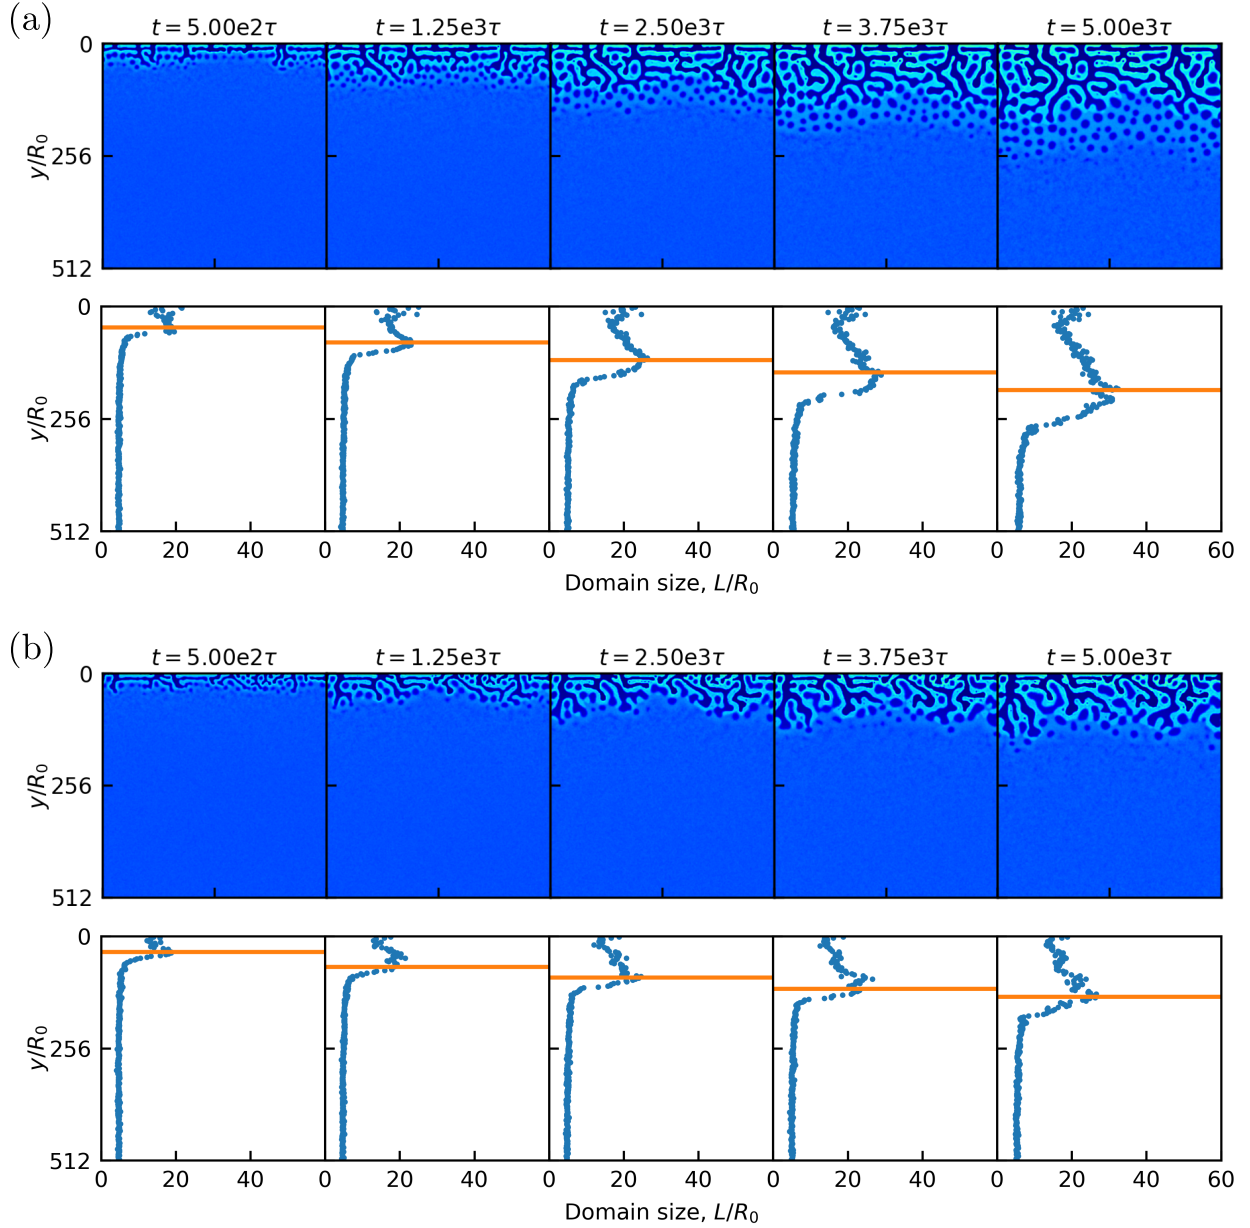 (a)
t = 5.00e2τ t = 1.25e3τ t = 2.50e3τ t = 3.75e3τ t = 5.00e3τ
0
y/R₀
256
512
0
y/R₀
256
512
0 20 40 0 20 40 0 20 40 0 20 40 0 20 40 60
Domain size, L/R₀
(b)
t = 5.00e2τ t = 1.25e3τ t = 2.50e3τ t = 3.75e3τ t = 5.00e3τ
0
y/R₀
256
512
0
y/R₀
256
512
0 20 40 0 20 40 0 20 40 0 20 40 0 20 40 60
Domain size, L/R₀